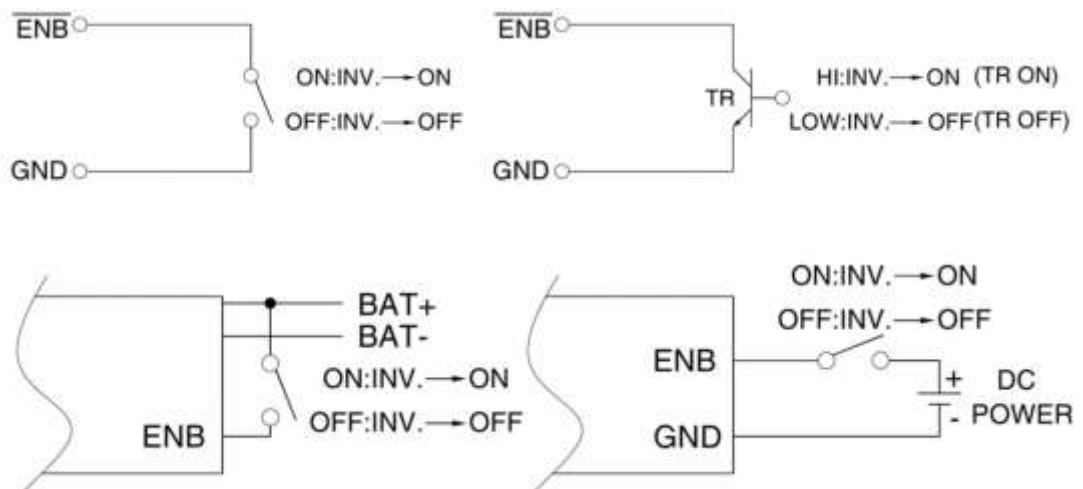 E̅N̅B̅
ON:INV.→ON
OFF:INV.→OFF
GND
E̅N̅B̅
TR
HI:INV.→ON (TR ON)
LOW:INV.→OFF(TR OFF)
GND
BAT+
BAT-
ON:INV.→ON
OFF:INV.→OFF
ENB
ON:INV.→ON
OFF:INV.→OFF
ENB
GND
+
-
DC
POWER